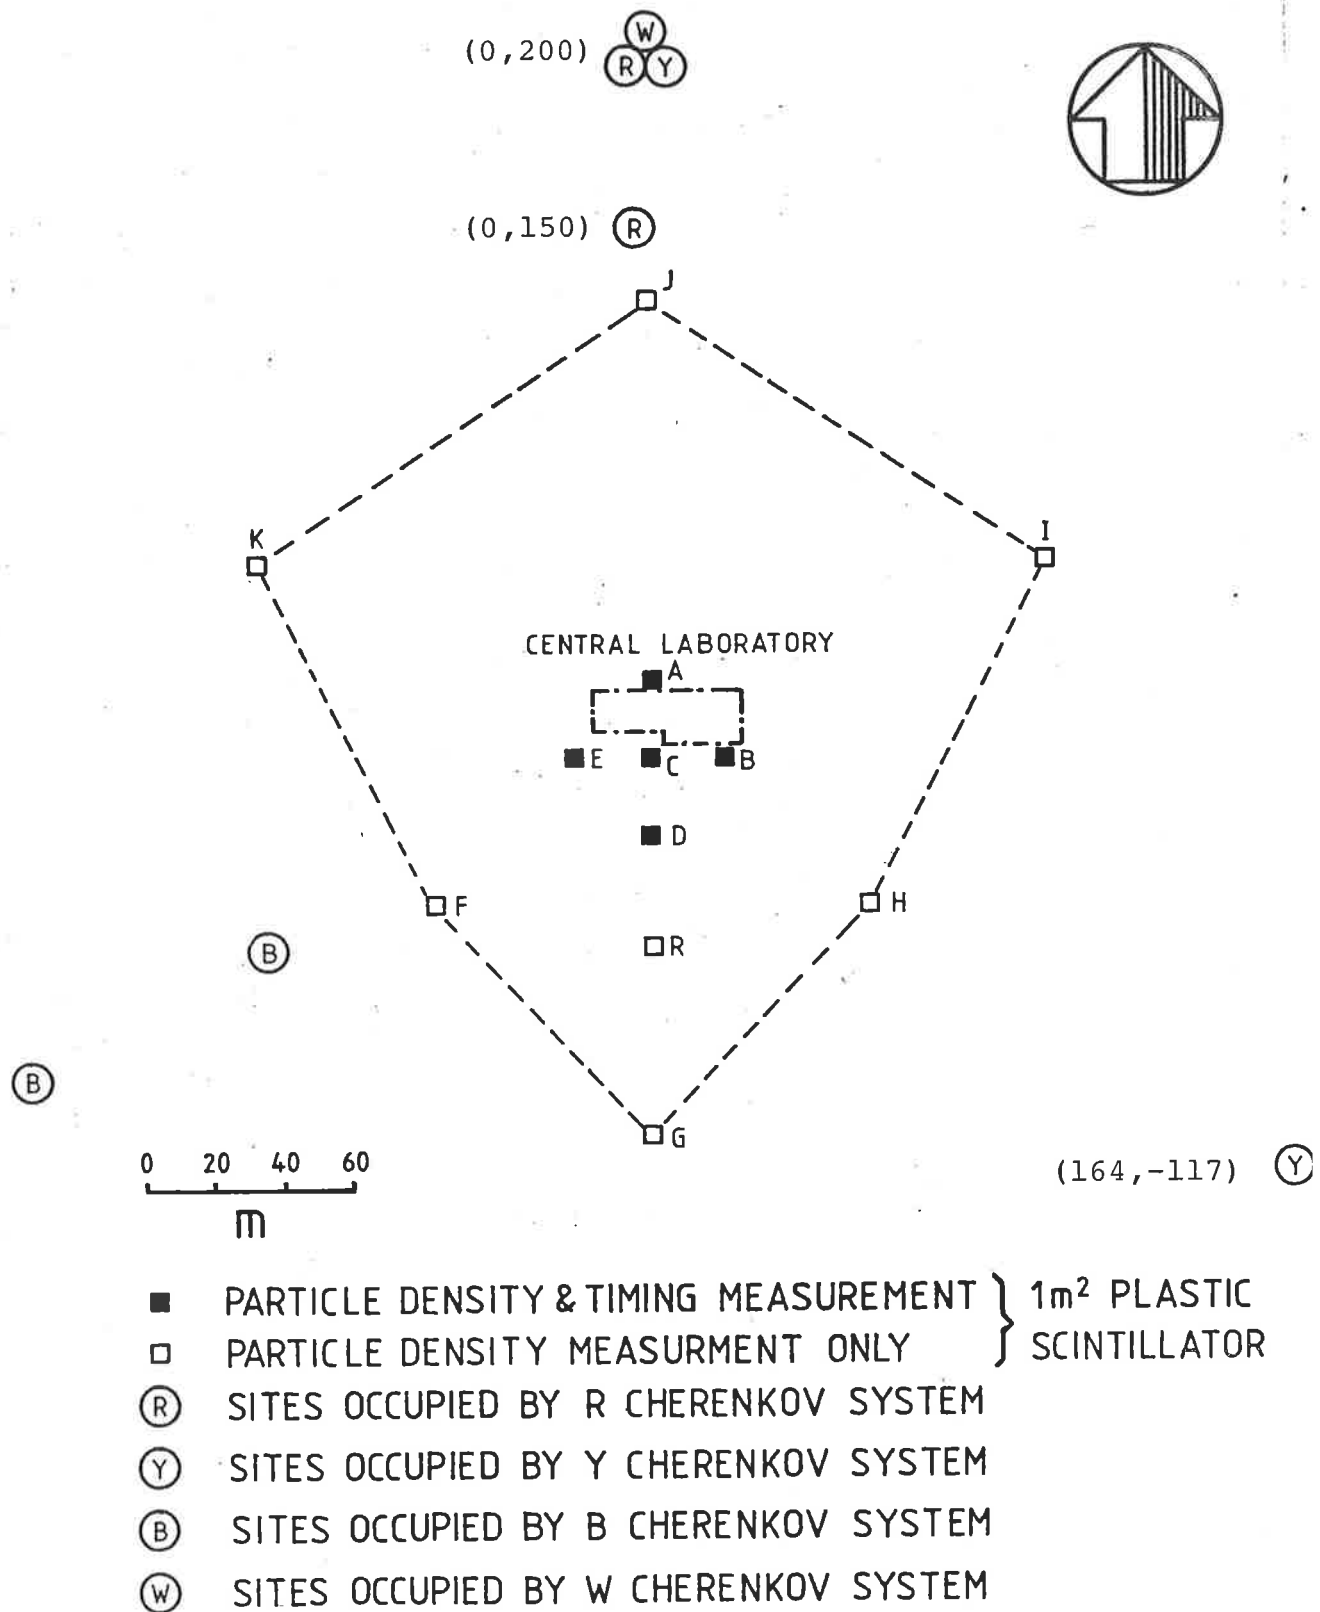 W
(0,200) R Y
(0,150) R
J
K
I
CENTRAL LABORATORY
A
E C B
D
F H
B R
B
G
0 20 40 60
m
(164,-117) Y
PARTICLE DENSITY & TIMING MEASUREMENT } 1m² PLASTIC
PARTICLE DENSITY MEASURMENT ONLY SCINTILLATOR
R SITES OCCUPIED BY R CHERENKOV SYSTEM
Y SITES OCCUPIED BY Y CHERENKOV SYSTEM
B SITES OCCUPIED BY B CHERENKOV SYSTEM
W SITES OCCUPIED BY W CHERENKOV SYSTEM